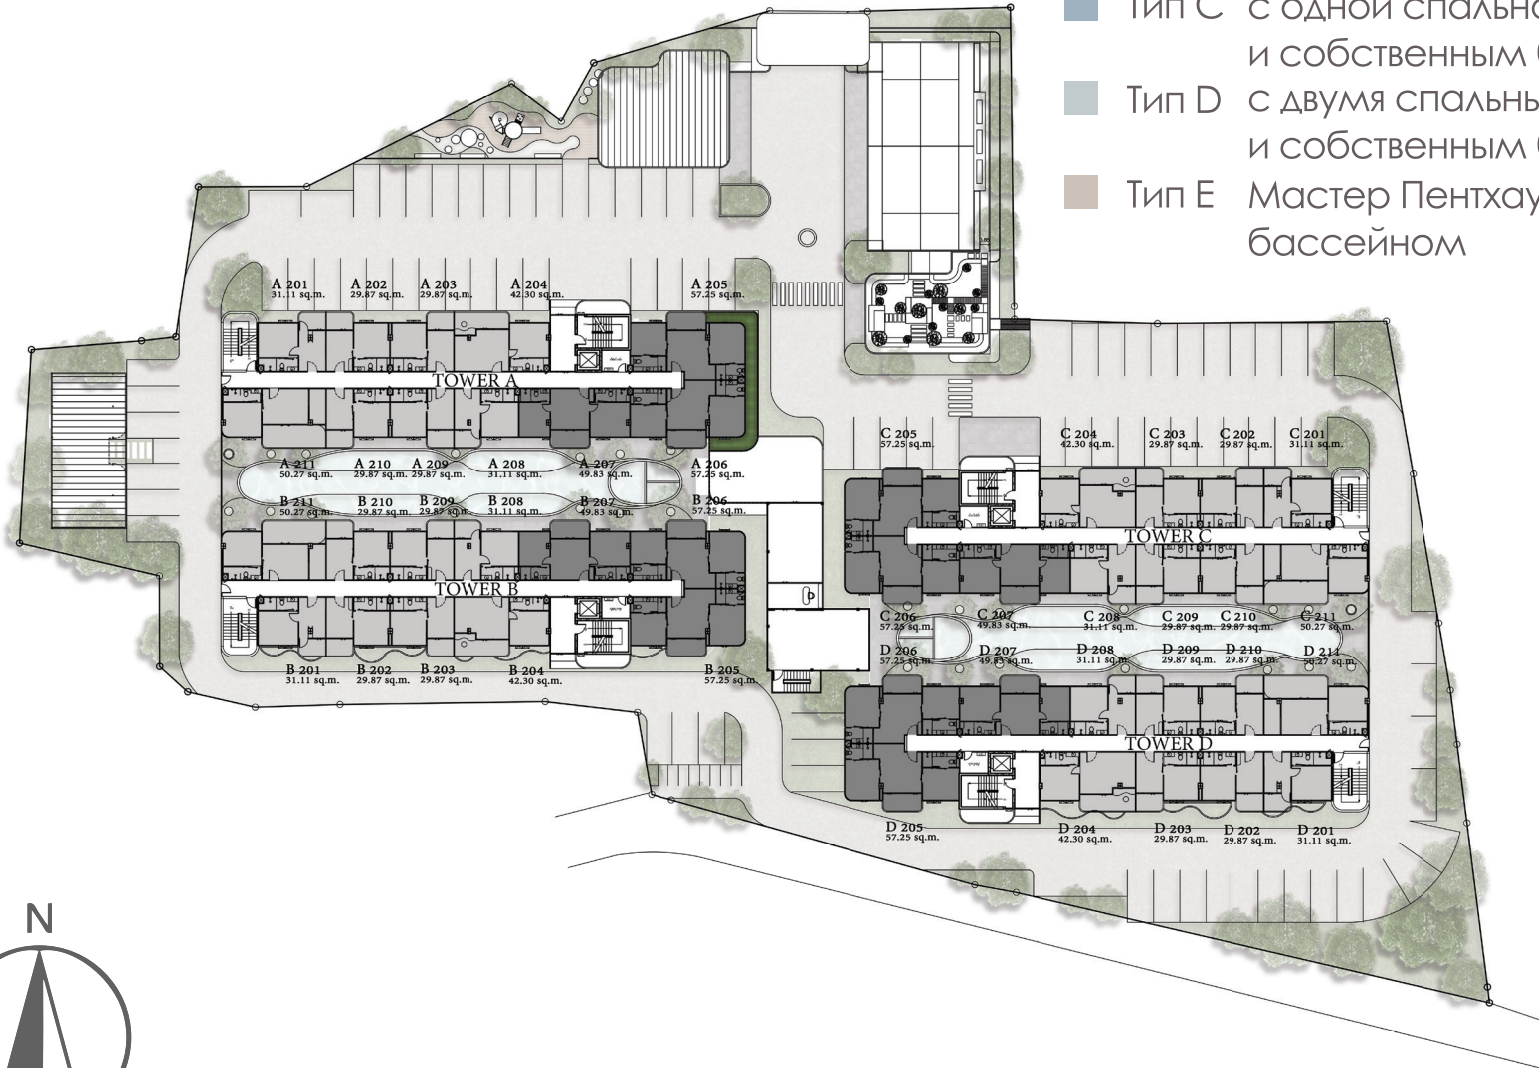 Тип C с одной спально
и собственным
Тип D с двумя спальны
и собственным
Тип E Мастер Пентхау
бассейном
A 201
31.11 sq.m.
A 202
29.87 sq.m.
A 203
29.87 sq.m.
A 204
42.30 sq.m.
A 205
57.25 sq.m.
TOWER A
A 211
50.27 sq.m.
A 210
29.87 sq.m.
A 209
29.87 sq.m.
A 208
31.11 sq.m.
A 207
49.83 sq.m.
A 206
57.25 sq.m.
B 211
50.27 sq.m.
B 210
29.87 sq.m.
B 209
29.87 sq.m.
B 208
31.11 sq.m.
B 207
49.83 sq.m.
B 206
57.25 sq.m.
TOWER B
B 201
31.11 sq.m.
B 202
29.87 sq.m.
B 203
29.87 sq.m.
B 204
42.30 sq.m.
B 205
57.25 sq.m.
C 205
57.25 sq.m.
C 204
42.30 sq.m.
C 203
29.87 sq.m.
C 202
29.87 sq.m.
C 201
31.11 sq.m.
TOWER C
C 206
57.25 sq.m.
C 207
49.83 sq.m.
C 208
31.11 sq.m.
C 209
29.87 sq.m.
C 210
29.87 sq.m.
C 211
50.27 sq.m.
D 206
57.25 sq.m.
D 207
49.83 sq.m.
D 208
31.11 sq.m.
D 209
29.87 sq.m.
D 210
29.87 sq.m.
D 211
50.27 sq.m.
TOWER D
D 205
57.25 sq.m.
D 204
42.30 sq.m.
D 203
29.87 sq.m.
D 202
29.87 sq.m.
D 201
31.11 sq.m.
N